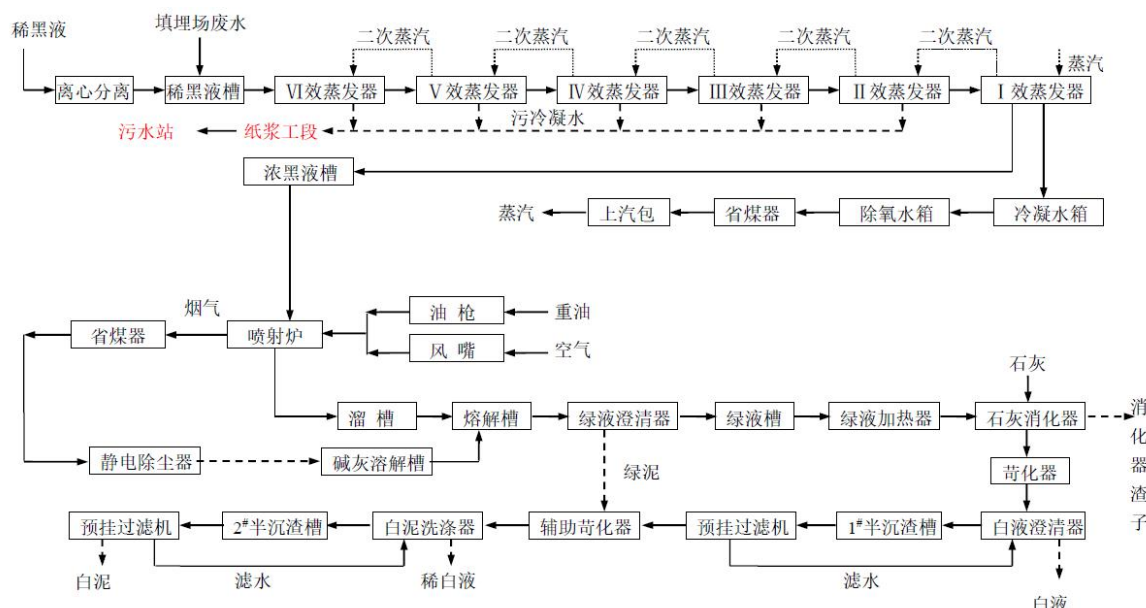 稀黑液
填埋场废水
二次蒸汽 二次蒸汽 二次蒸汽 二次蒸汽 二次蒸汽
蒸汽
离心分离 稀黑液槽 Ⅵ效蒸发器 Ⅴ效蒸发器 Ⅳ效蒸发器 Ⅲ效蒸发器 Ⅱ效蒸发器 Ⅰ效蒸发器
污水站 纸浆工段 污冷凝水
浓黑液槽
蒸汽 上汽包 省煤器 除氧水箱 冷凝水箱
烟气
油枪 重油
省煤器 喷射炉
风嘴 空气
石灰
溜槽 熔解槽 绿液澄清器 绿液槽 绿液加热器 石灰消化器 消化器渣子
静电除尘器 碱灰溶解槽 绿泥 苛化器
预挂过滤机 2#半沉渣槽 白泥洗涤器 辅助苛化器 预挂过滤机 1#半沉渣槽 白液澄清器
白泥 滤水 稀白液 滤水 白液